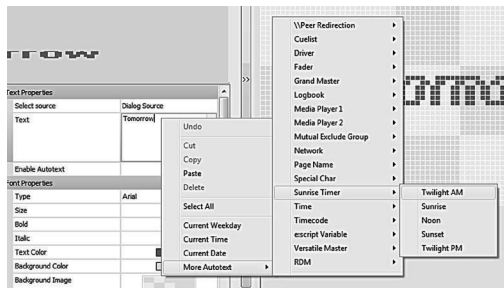 Text Properties
Select source Dialog Source
Text Tomorrow
Enable Autotext
Font Properties
Type Arial
Size
Bold
Italic
Text Color
Background Color
Background Image
>>
Undo
Cut
Copy
Paste
Delete
Select All
Current Weekday
Current Time
Current Date
More Autotext
\\Peer Redirection
Cuelist
Driver
Fader
Grand Master
Logbook
Media Player 1
Media Player 2
Mutual Exclude Group
Network
Page Name
Special Char
Sunrise Timer
Time
Timecode
escript Variable
Versatile Master
RDM
Twilight AM
Sunrise
Noon
Sunset
Twilight PM